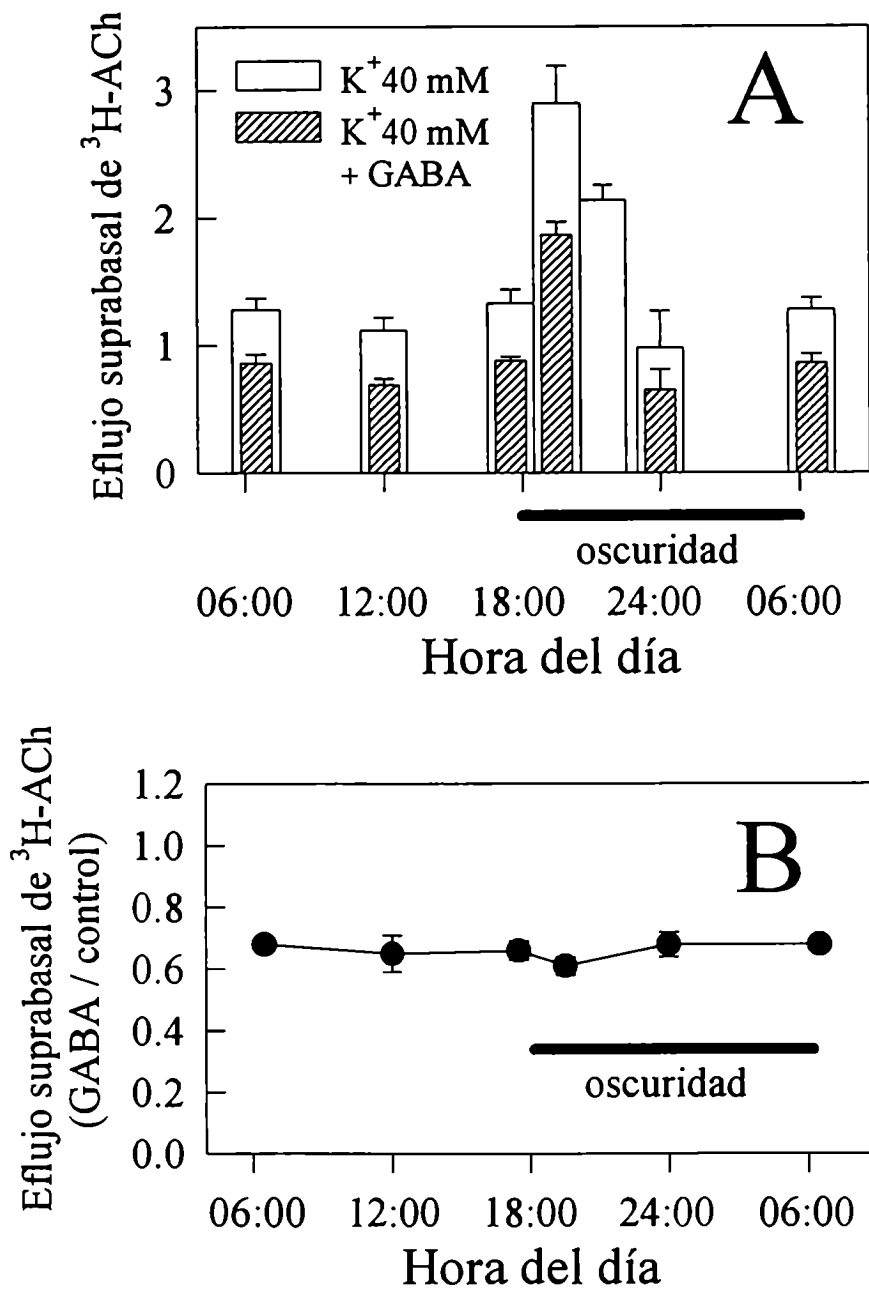 A
K⁺40 mM
K⁺40 mM
+ GABA
Eflujo suprabasal de ³H-ACh
3
2
1
0
oscuridad
06:00 12:00 18:00 24:00 06:00
Hora del día
B
Eflujo suprabasal de ³H-ACh
(GABA / control)
1.2
1.0
0.8
0.6
0.4
0.2
0.0
oscuridad
06:00 12:00 18:00 24:00 06:00
Hora del día